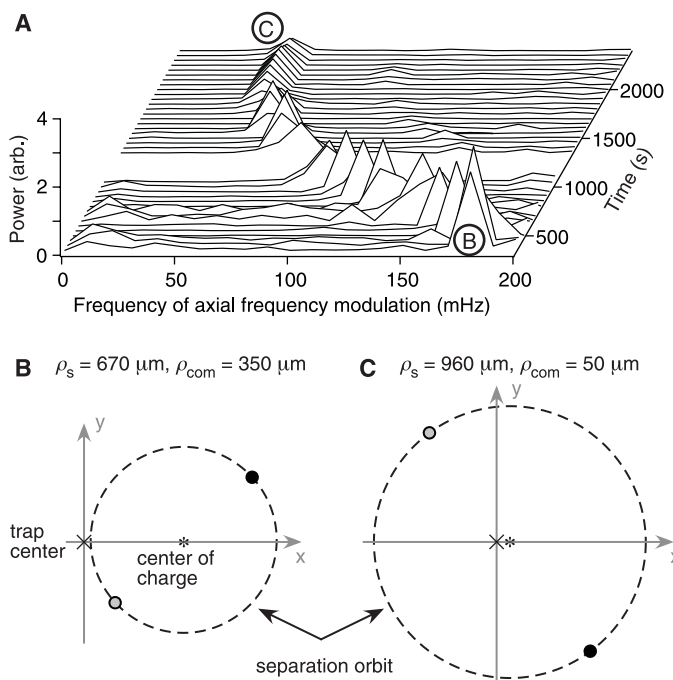 A
C
4
2
0
Power (arb.)
0
50
100
150
200
Frequency of axial frequency modulation (mHz)
500
1000
1500
2000
Time (s)
B
B ρs = 670 μm, ρcom = 350 μm
C ρs = 960 μm, ρcom = 50 μm
y
y
trap
center
center of
charge
x
x
separation orbit